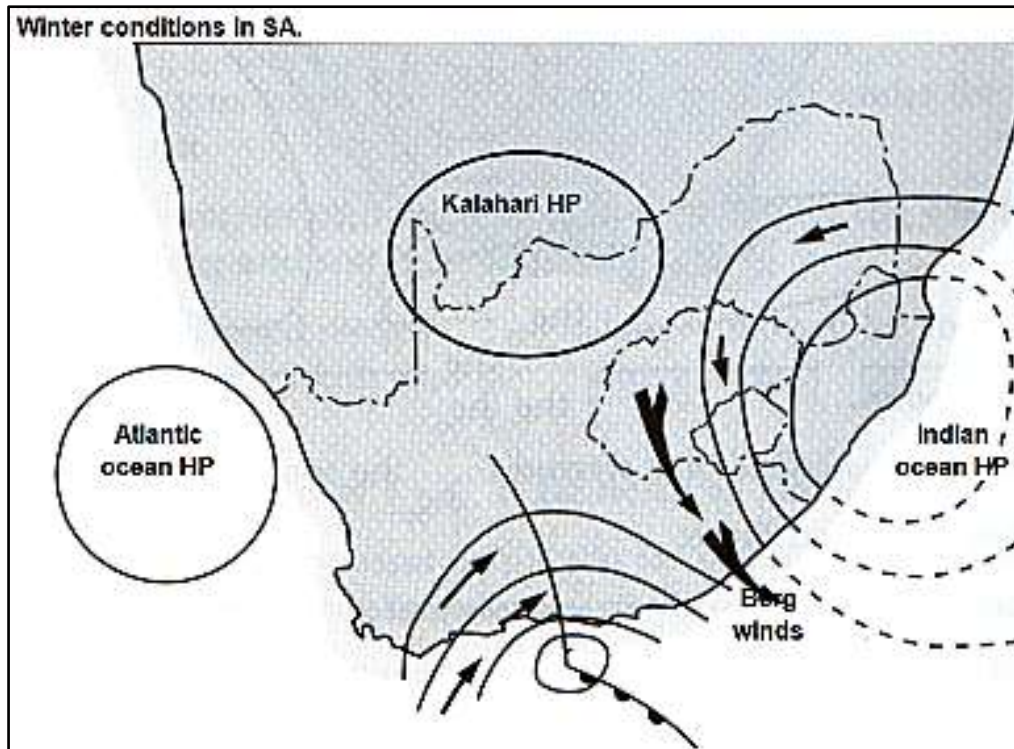 Winter conditions in SA.
Kalahari HP
Atlantic
ocean HP
Indian
ocean HP
Berg
winds